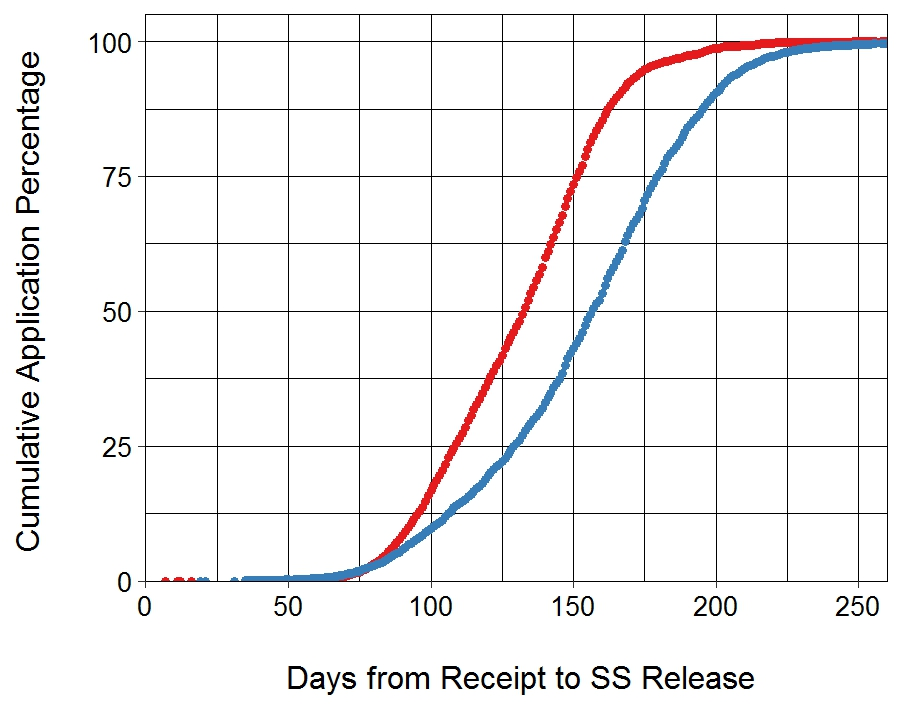 Cumulative Application Percentage
100
75
50
25
0
0 50 100 150 200 250
Days from Receipt to SS Release